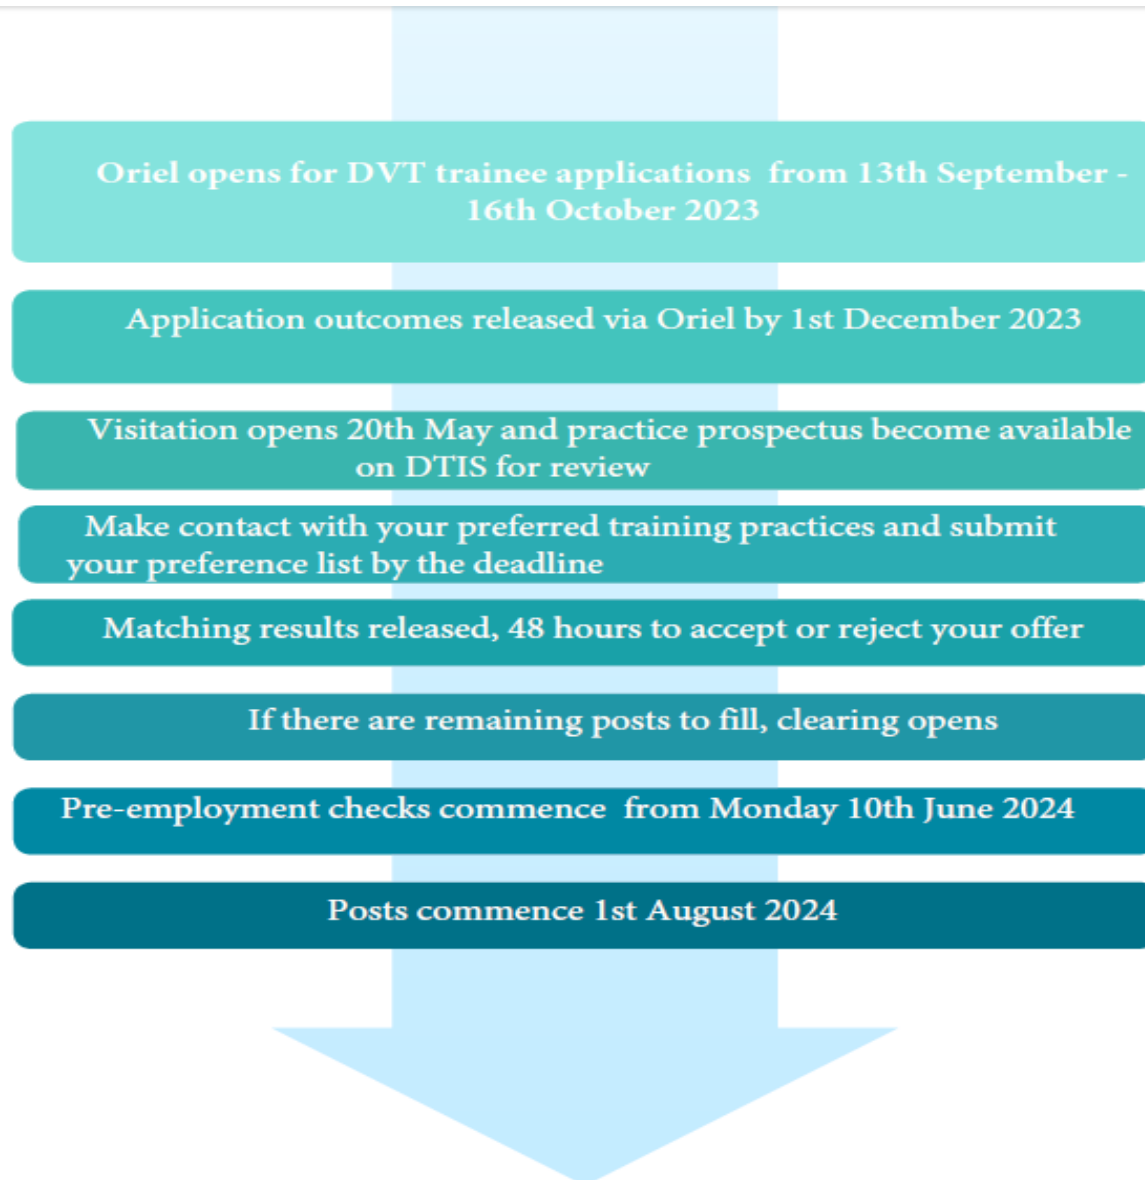 Oriel opens for DVT trainee applications  from 13th September -
16th October 2023
Application outcomes released via Oriel by 1st December 2023
Visitation opens 20th May and practice prospectus become available
on DTIS for review
Make contact with your preferred training practices and submit
your preference list by the deadline
Matching results released, 48 hours to accept or reject your offer
If there are remaining posts to fill, clearing opens
Pre-employment checks commence  from Monday 10th June 2024
Posts commence 1st August 2024